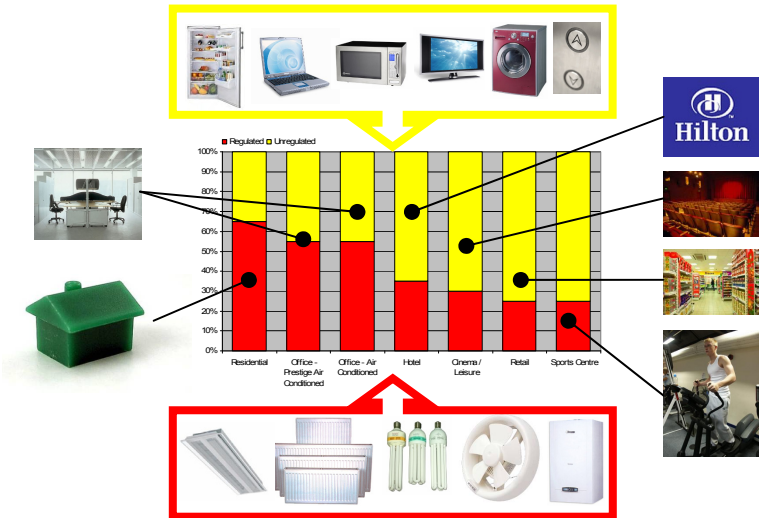 Regulated Unregulated
100%
90%
80%
70%
60%
50%
40%
30%
20%
10%
0%
Residential
Office -
Prestige Air
Conditioned
Office - Air
Conditioned
Hotel
Cinema /
Leisure
Retail
Sports Centre
Hilton